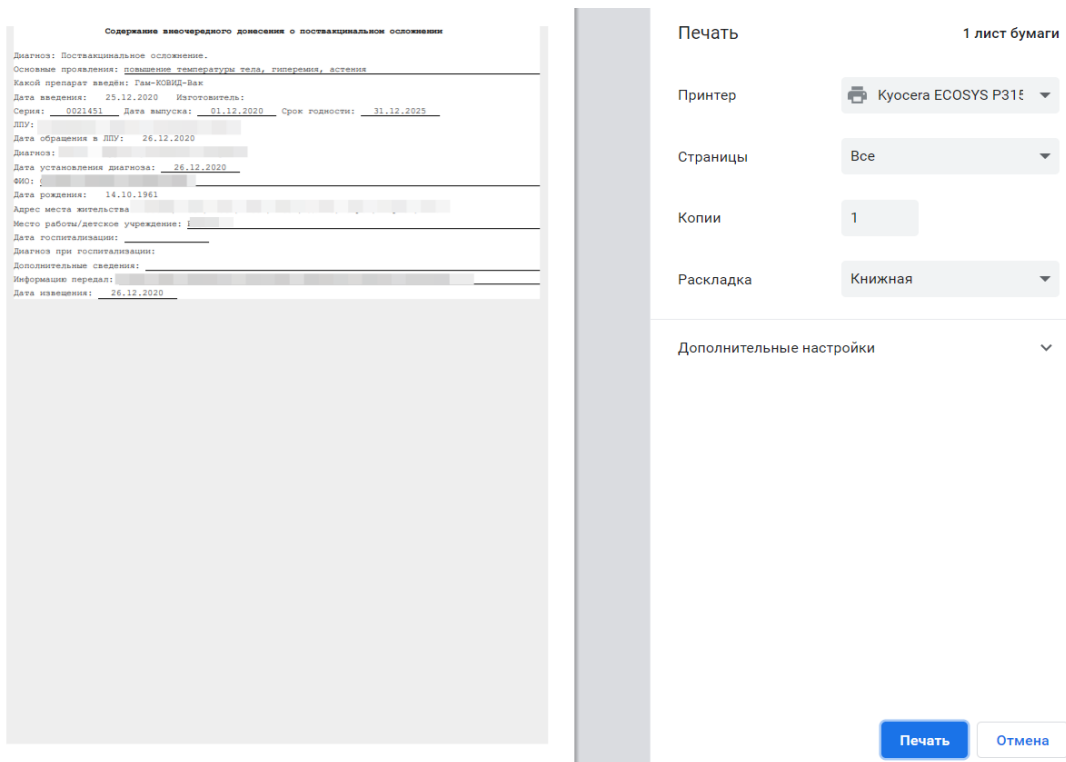 Содержание внеочередного донесения о поствакцинальном осложнении
Диагноз: Поствакцинальное осложнение.
Основные проявления: повышение температуры тела, гиперемия, астения
Какой препарат введён: Гам-КОВИД-Вак
Дата введения: 25.12.2020 Изготовитель:
Серия: 0021451 Дата выпуска: 01.12.2020 Срок годности: 31.12.2025
ЛПУ:
Дата обращения в ЛПУ: 26.12.2020
Диагноз:
Дата установления диагноза: 26.12.2020
ФИО:
Дата рождения: 14.10.1961
Адрес места жительства
Место работы/детское учреждение:
Дата госпитализации:
Диагноз при госпитализации:
Дополнительные сведения:
Информацию передал:
Дата извещения: 26.12.2020
Печать 1 лист бумаги
Принтер Kyocera ECOSYS P315
Страницы Все
Копии 1
Раскладка Книжная
Дополнительные настройки
Печать Отмена